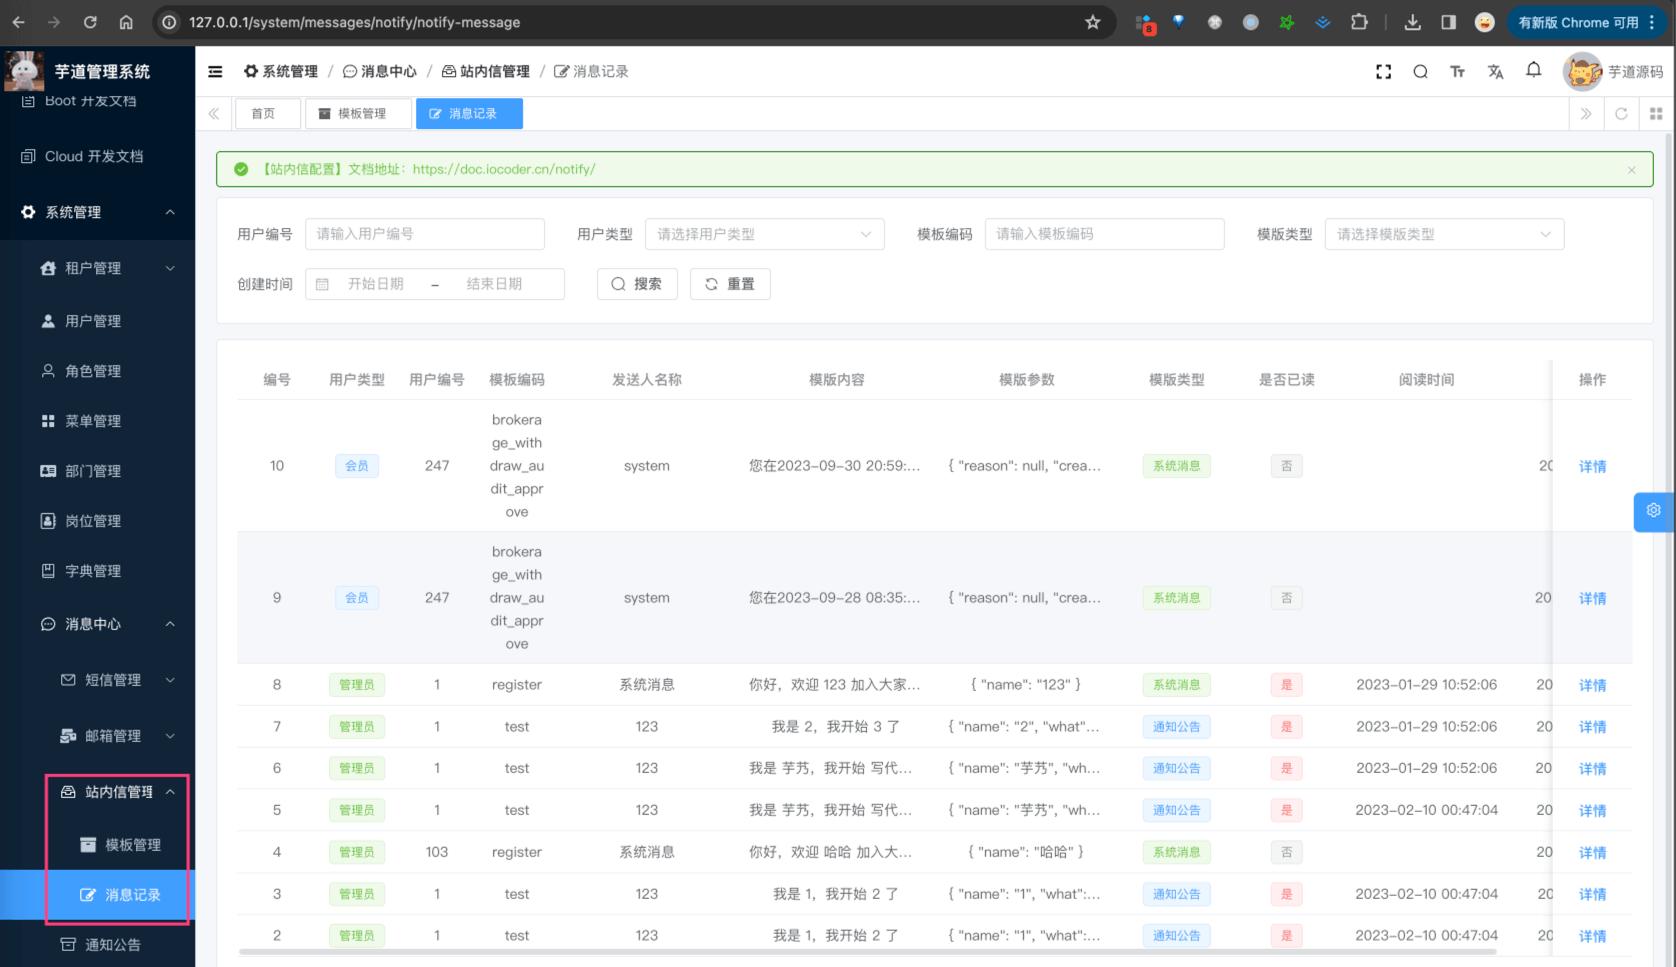 127.0.0.1/system/messages/notify/notify-message
8
有新版 Chrome 可用
芋道管理系统
Boot 开发文档
Cloud 开发文档
系统管理
租户管理
用户管理
角色管理
菜单管理
部门管理
岗位管理
字典管理
消息中心
短信管理
邮箱管理
站内信管理
模板管理
消息记录
通知公告
系统管理 / 消息中心 / 站内信管理 / 消息记录
芋道源码
首页 模板管理 消息记录
【站内信配置】文档地址：https://doc.iocoder.cn/notify/
用户编号 请输入用户编号 用户类型 请选择用户类型 模板编码 请输入模板编码 模版类型 请选择模版类型
创建时间 开始日期 – 结束日期 搜索 重置
编号 用户类型 用户编号 模板编码 发送人名称 模版内容 模版参数 模版类型 是否已读 阅读时间 操作
10 会员 247 brokera
ge_with
draw_au
dit_appr
ove
system 您在2023-09-30 20:59:... { "reason": null, "crea... 系统消息 否 20 详情
9 会员 247 brokera
ge_with
draw_au
dit_appr
ove
system 您在2023-09-28 08:35:... { "reason": null, "crea... 系统消息 否 20 详情
8 管理员 1 register 系统消息 你好，欢迎 123 加入大家... { "name": "123" } 系统消息 是 2023-01-29 10:52:06 20 详情
7 管理员 1 test 123 我是 2，我开始 3 了 { "name": "2", "what"... 通知公告 是 2023-01-29 10:52:06 20 详情
6 管理员 1 test 123 我是 芋艿，我开始 写代... { "name": "芋艿", "wh... 通知公告 是 2023-01-29 10:52:06 20 详情
5 管理员 1 test 123 我是 芋艿，我开始 写代... { "name": "芋艿", "wh... 通知公告 是 2023-02-10 00:47:04 20 详情
4 管理员 103 register 系统消息 你好，欢迎 哈哈 加入大... { "name": "哈哈" } 系统消息 否 20 详情
3 管理员 1 test 123 我是 1，我开始 2 了 { "name": "1", "what":... 通知公告 是 2023-02-10 00:47:04 20 详情
2 管理员 1 test 123 我是 1，我开始 2 了 { "name": "1", "what":... 通知公告 是 2023-02-10 00:47:04 20 详情